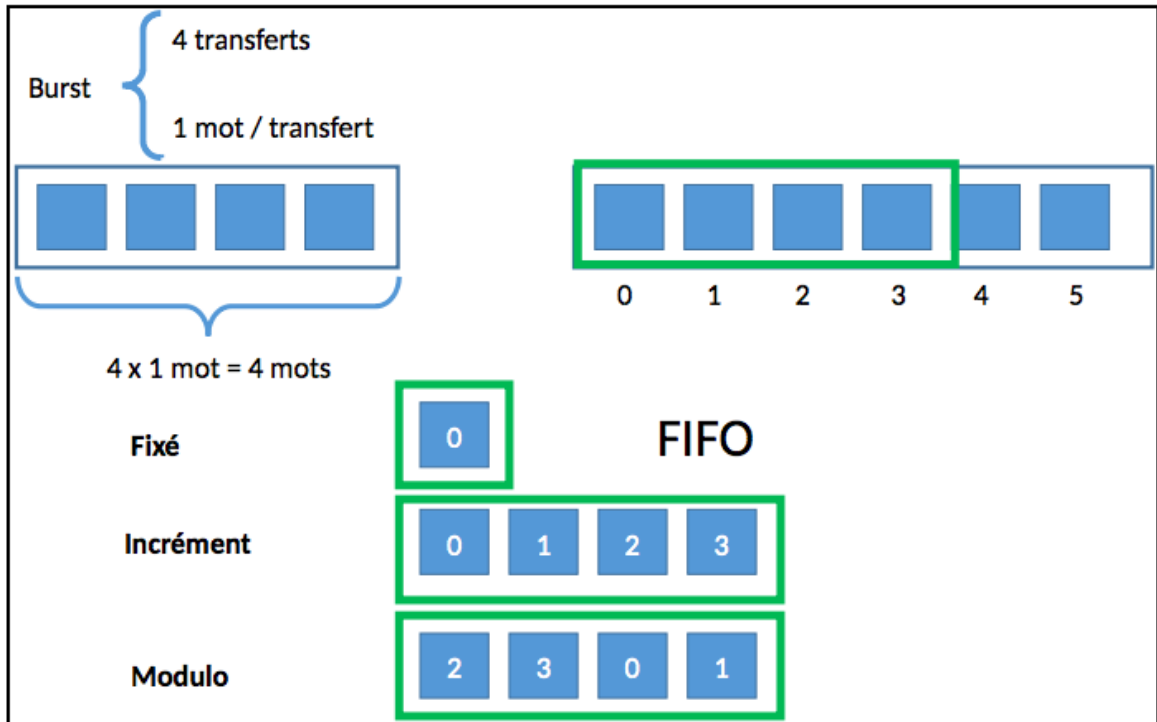 4 transferts
Burst
1 mot / transfert
0 1 2 3 4 5
4 x 1 mot = 4 mots
Fixé 0 FIFO
Incrément 0 1 2 3
Modulo 2 3 0 1